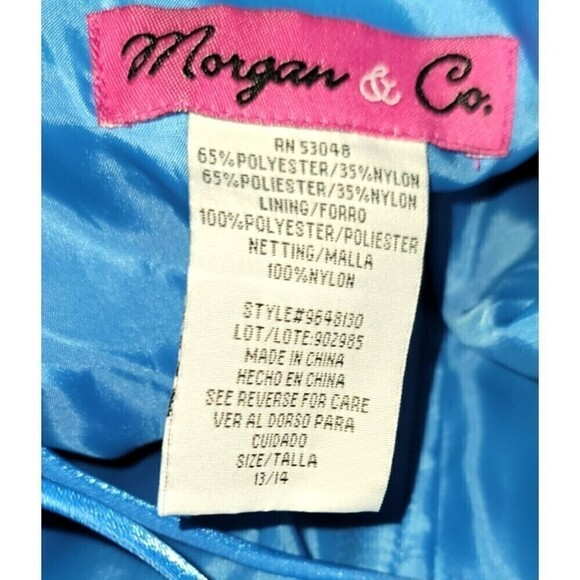 Morgan & Co.
RN 53048
65%POLYESTER/35%NYLON
65%POLIESTER/35%NYLON
LINING/FORRO
100%POLYESTER/POLIESTER
NETTING/MALLA
100%NYLON
STYLE#9648130
LOT/LOTE:902985
MADE IN CHINA
HECHO EN CHINA
SEE REVERSE FOR CARE
VER AL DORSO PARA
CUIDADO
SIZE/TALLA
13/14